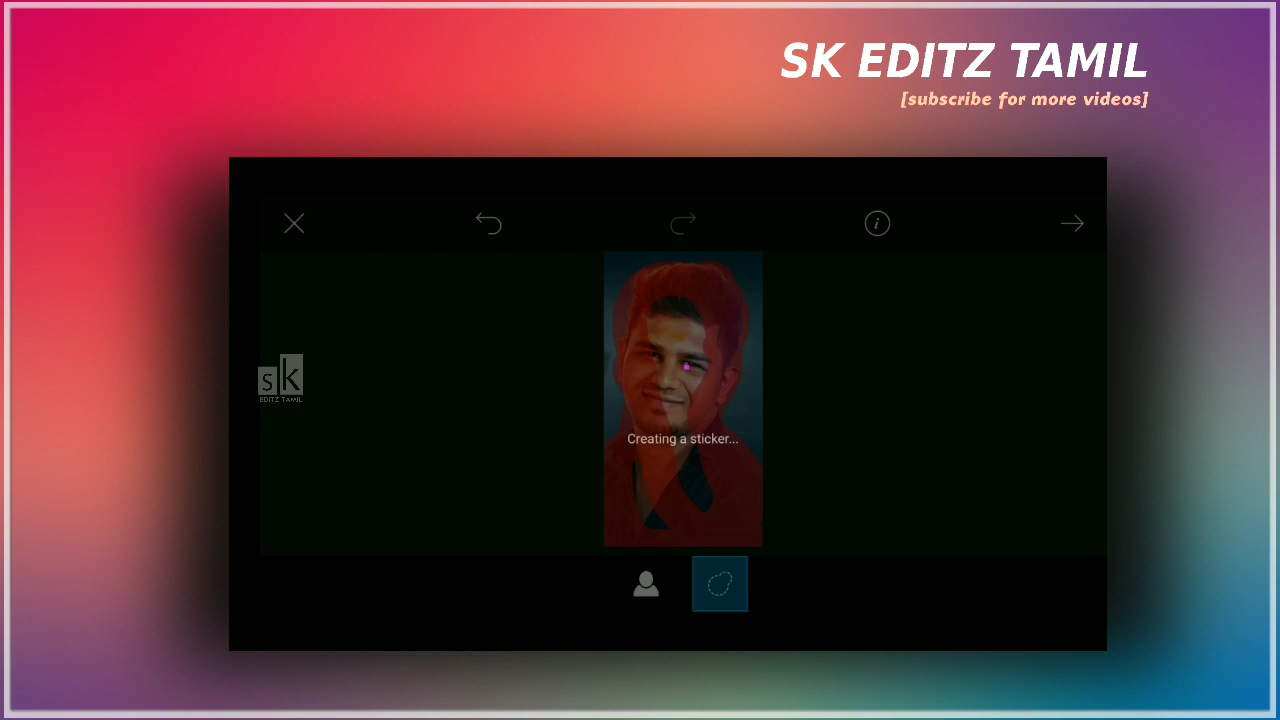 SK EDITZ TAMIL
[subscribe for more videos]
i
sk
EDITZ TAMIL
Creating a sticker...